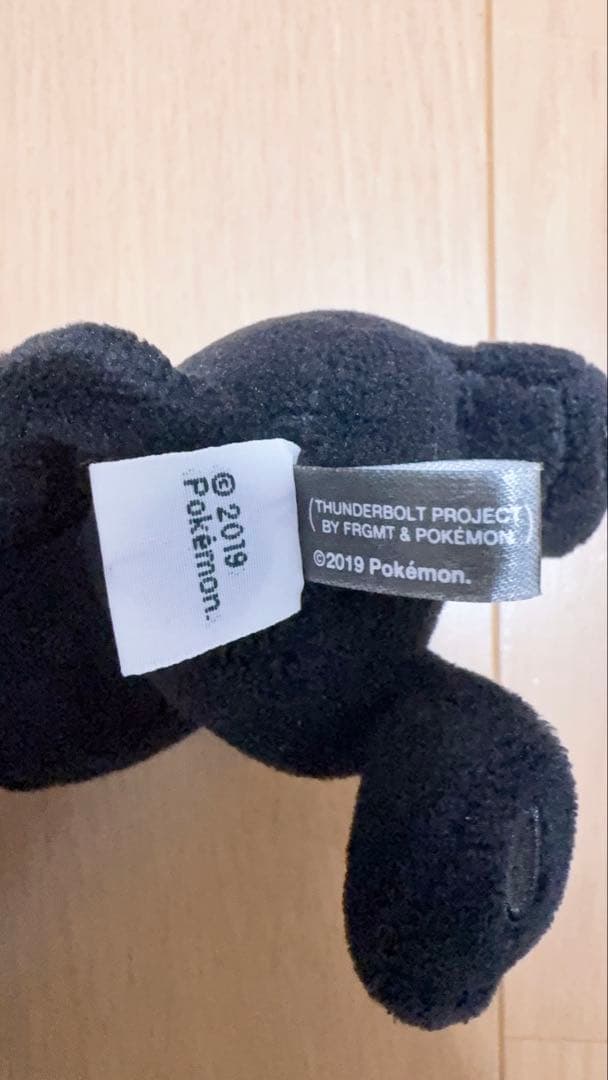 © 2019
Pokémon.
(THUNDERBOLT PROJECT
BY FRGMT & POKÉMON)
©2019 Pokémon.